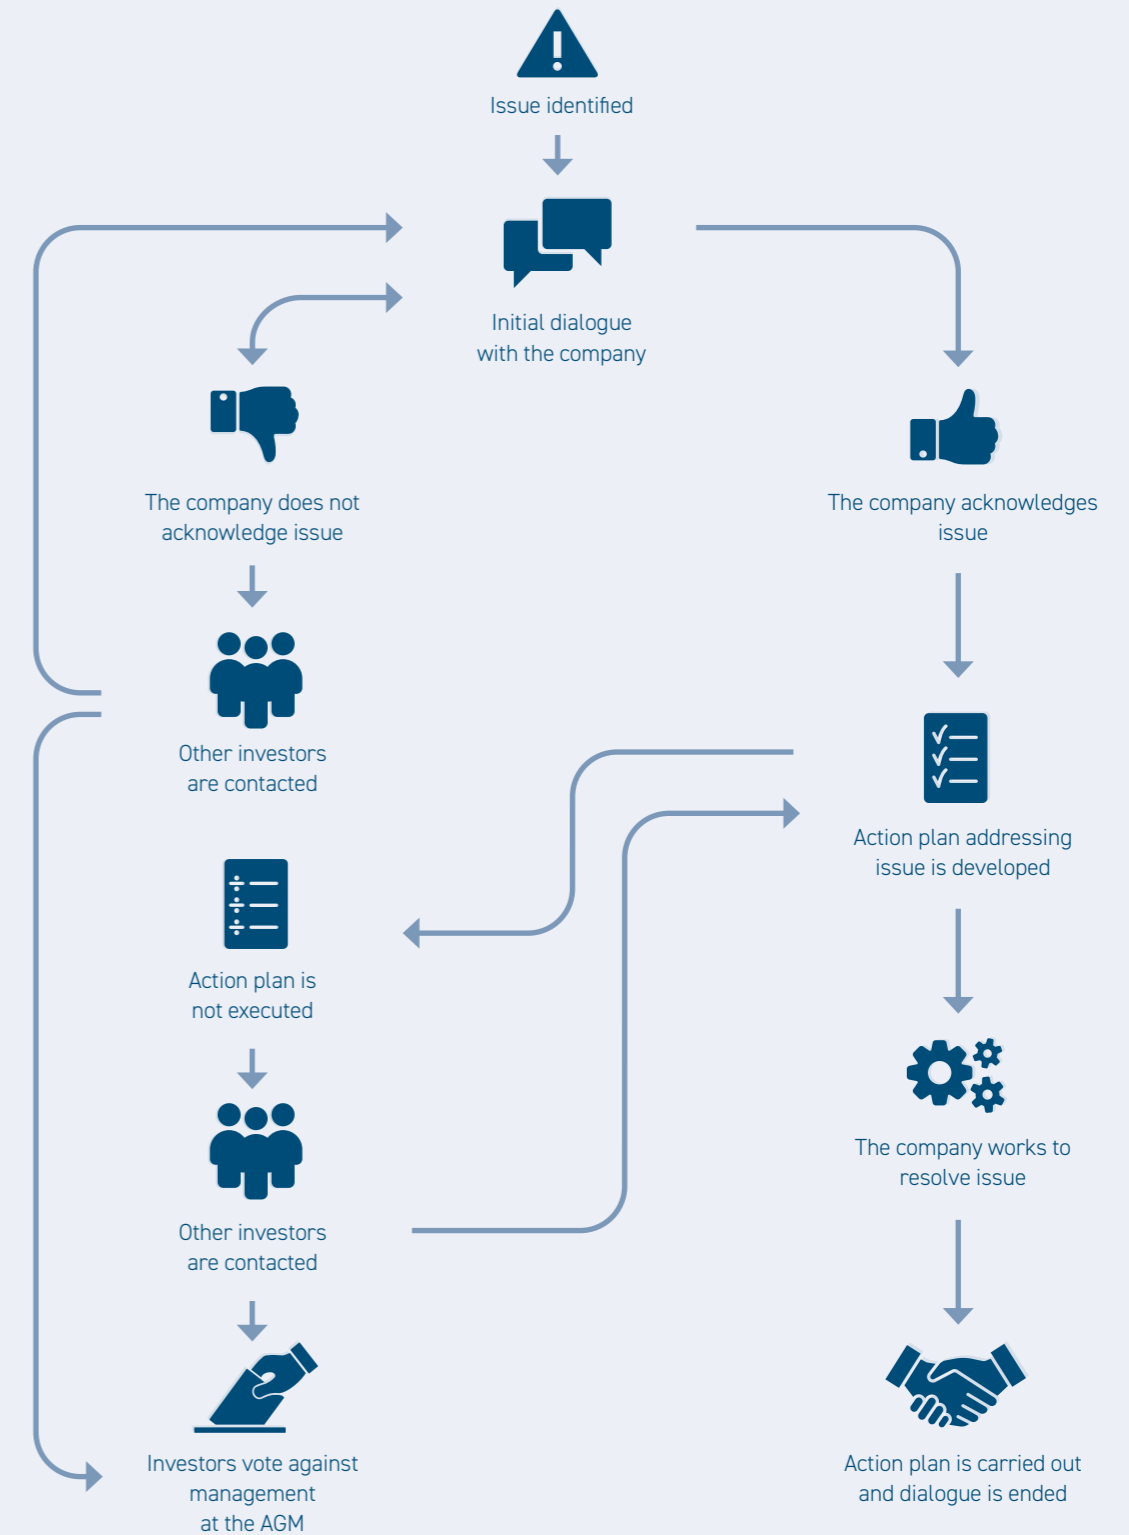 Issue identified
Initial dialogue
with the company
The company does not
acknowledge issue
The company acknowledges
issue
Other investors
are contacted
Action plan addressing
issue is developed
Action plan is
not executed
The company works to
resolve issue
Other investors
are contacted
Investors vote against
management
at the AGM
Action plan is carried out
and dialogue is ended